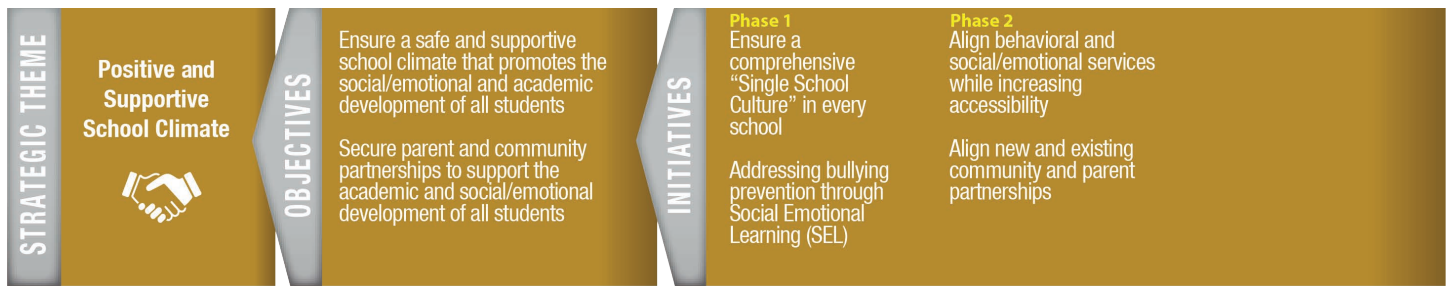 STRATEGIC THEME
Positive and
Supportive
School Climate
OBJECTIVES
Ensure a safe and supportive
school climate that promotes the
social/emotional and academic
development of all students
Secure parent and community
partnerships to support the
academic and social/emotional
development of all students
INITIATIVES
Phase 1
Ensure a
comprehensive
“Single School
Culture” in every
school
Addressing bullying
prevention through
Social Emotional
Learning (SEL)
Phase 2
Align behavioral and
social/emotional services
while increasing
accessibility
Align new and existing
community and parent
partnerships